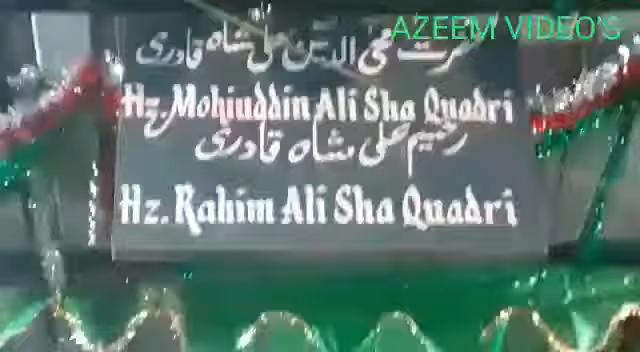 AZEEM VIDEO'S
حضرت محی الدین علی شاہ قادری
Hz. Mohiuddin Ali Sha Quadri
رحیم علی شاہ قادری
Hz. Rahim Ali Sha Quadri